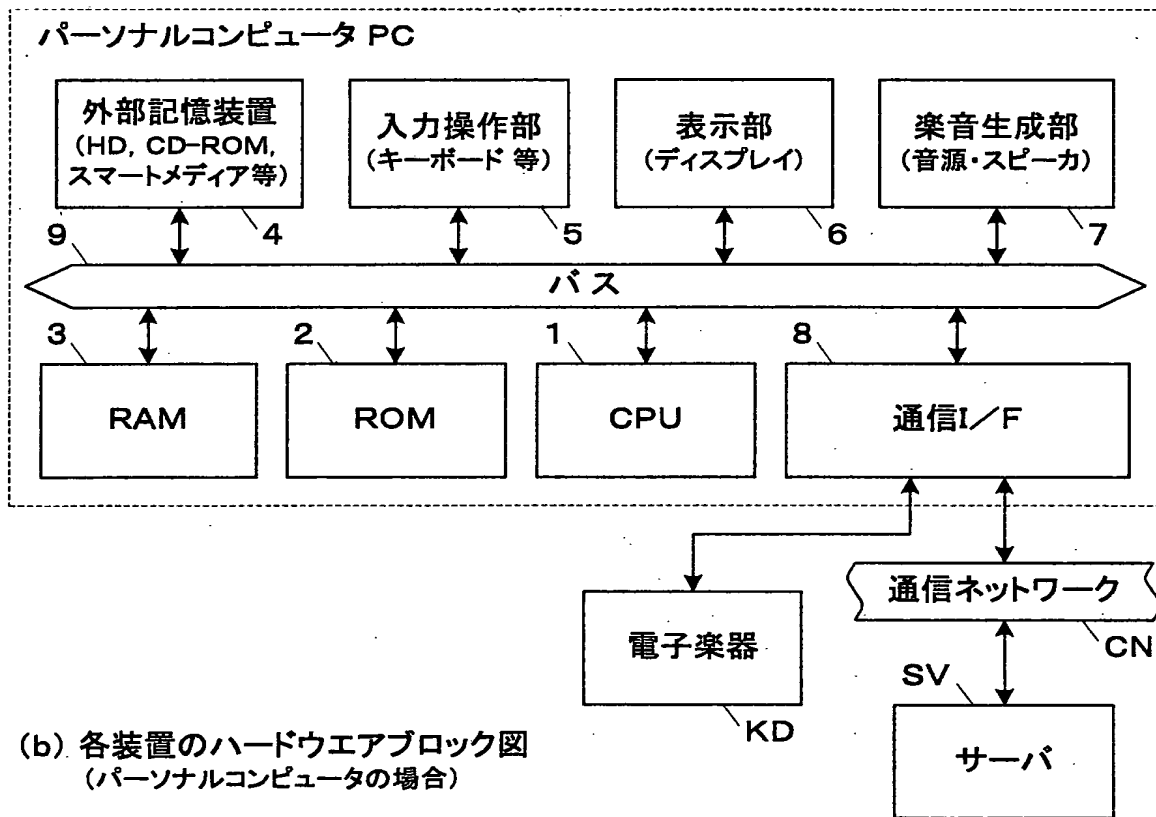 パーソナルコンピュータ PC
外部記憶装置
(HD, CD-ROM,
スマートメディア等)
入力操作部
(キーボード 等)
表示部
(ディスプレイ)
楽音生成部
(音源・スピーカ)
9
4
5
6
7
バス
3
2
1
8
RAM
ROM
CPU
通信I/F
通信ネットワーク
電子楽器
CN
SV
KD
サーバ
(b) 各装置のハードウエアブロック図
(パーソナルコンピュータの場合)